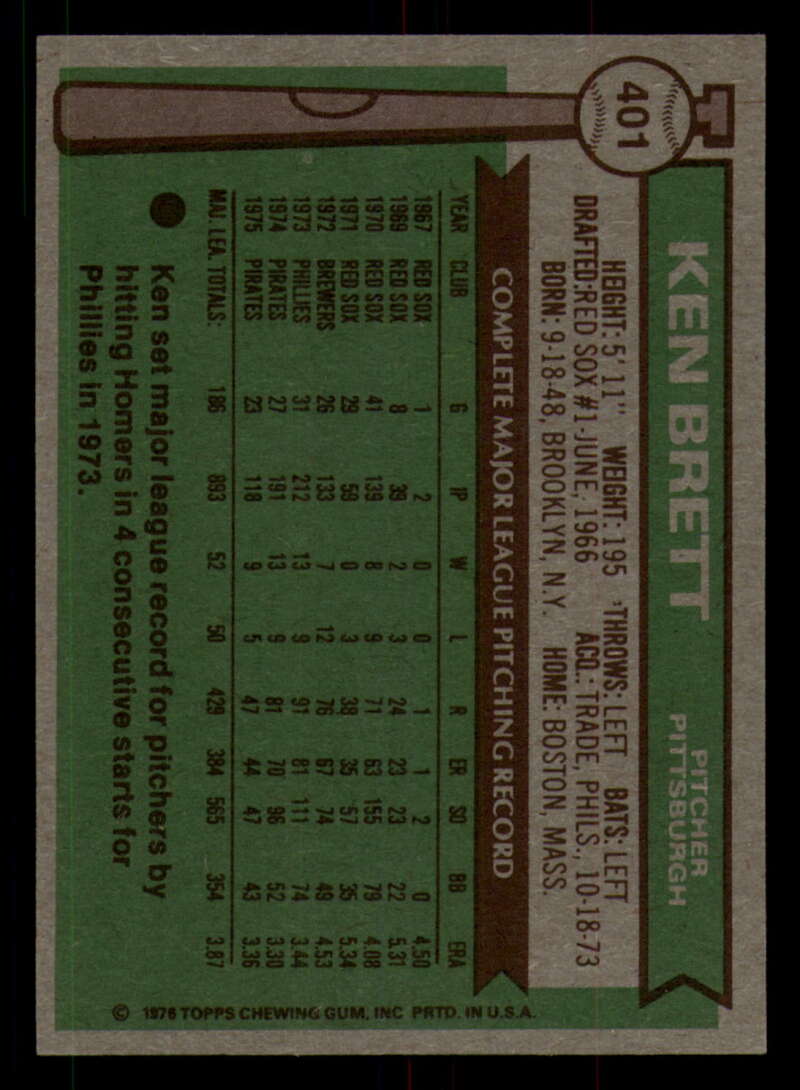 401
KEN BRETT
PITCHER
PITTSBURGH
HEIGHT: 5'11" WEIGHT: 195 THROWS: LEFT BATS: LEFT
DRAFTED: RED SOX #1-JUNE, 1966 ACQ.: TRADE, PHILS., 10-18-73
BORN: 9-18-48, BROOKLYN, N.Y. HOME: BOSTON, MASS.
COMPLETE MAJOR LEAGUE PITCHING RECORD
YEAR CLUB G IP W L R ER SO BB ERA
1967 RED SOX 1 2 0 0 1 1 2 0 4.50
1969 RED SOX 8 39 2 3 24 23 23 22 5.31
1970 RED SOX 41 139 8 9 71 63 155 79 4.08
1971 RED SOX 29 59 0 3 38 35 57 35 5.34
1972 BREWERS 26 133 7 12 76 67 74 49 4.53
1973 PHILLIES 31 212 13 9 91 81 111 74 3.44
1974 PIRATES 27 191 13 9 81 70 96 52 3.30
1975 PIRATES 23 118 9 5 47 44 47 43 3.36
MAJ. LEA. TOTALS: 186 893 52 50 429 384 565 354 3.87
Ken set major league record for pitchers by
hitting Homers in 4 consecutive starts for
Phillies in 1973.
© 1976 TOPPS CHEWING GUM, INC PRTD. IN U.S.A.